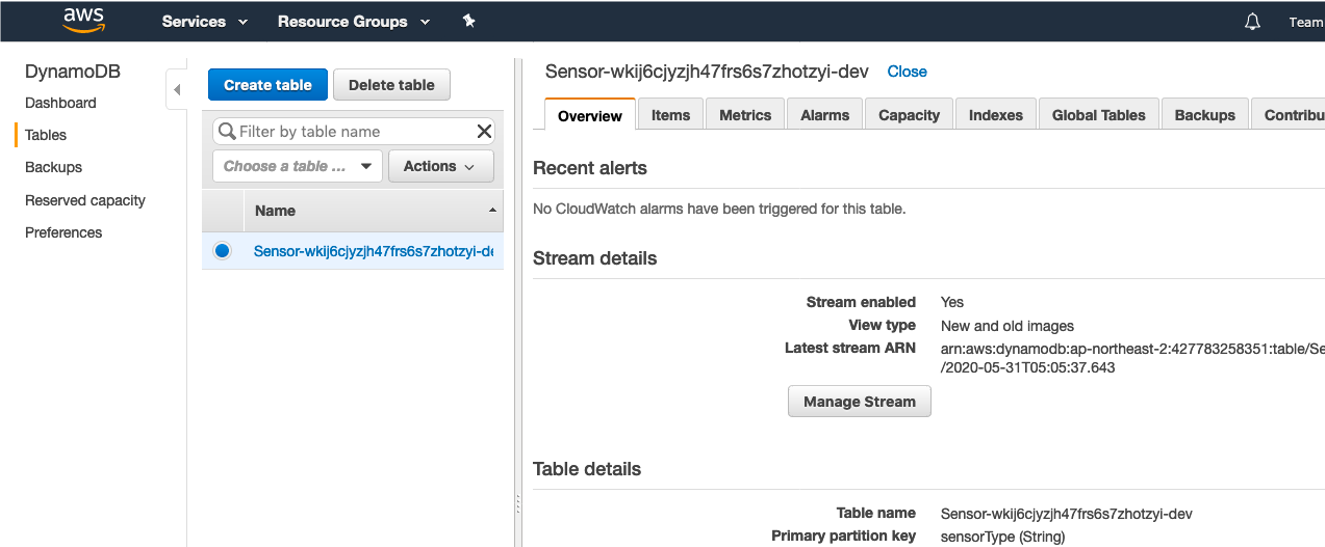 aws Services Resource Groups Team
DynamoDB
Dashboard
Tables
Backups
Reserved capacity
Preferences
Create table Delete table
Filter by table name
Choose a table ... Actions
Name
Sensor-wkij6cjyzjh47frs6s7zhotzyi-de
Sensor-wkij6cjyzjh47frs6s7zhotzyi-dev Close
Overview Items Metrics Alarms Capacity Indexes Global Tables Backups Contribu
Recent alerts
No CloudWatch alarms have been triggered for this table.
Stream details
Stream enabled Yes
View type New and old images
Latest stream ARN arn:aws:dynamodb:ap-northeast-2:427783258351:table/Se
/2020-05-31T05:05:37.643
Manage Stream
Table details
Table name Sensor-wkij6cjyzjh47frs6s7zhotzyi-dev
Primary partition key sensorType (String)